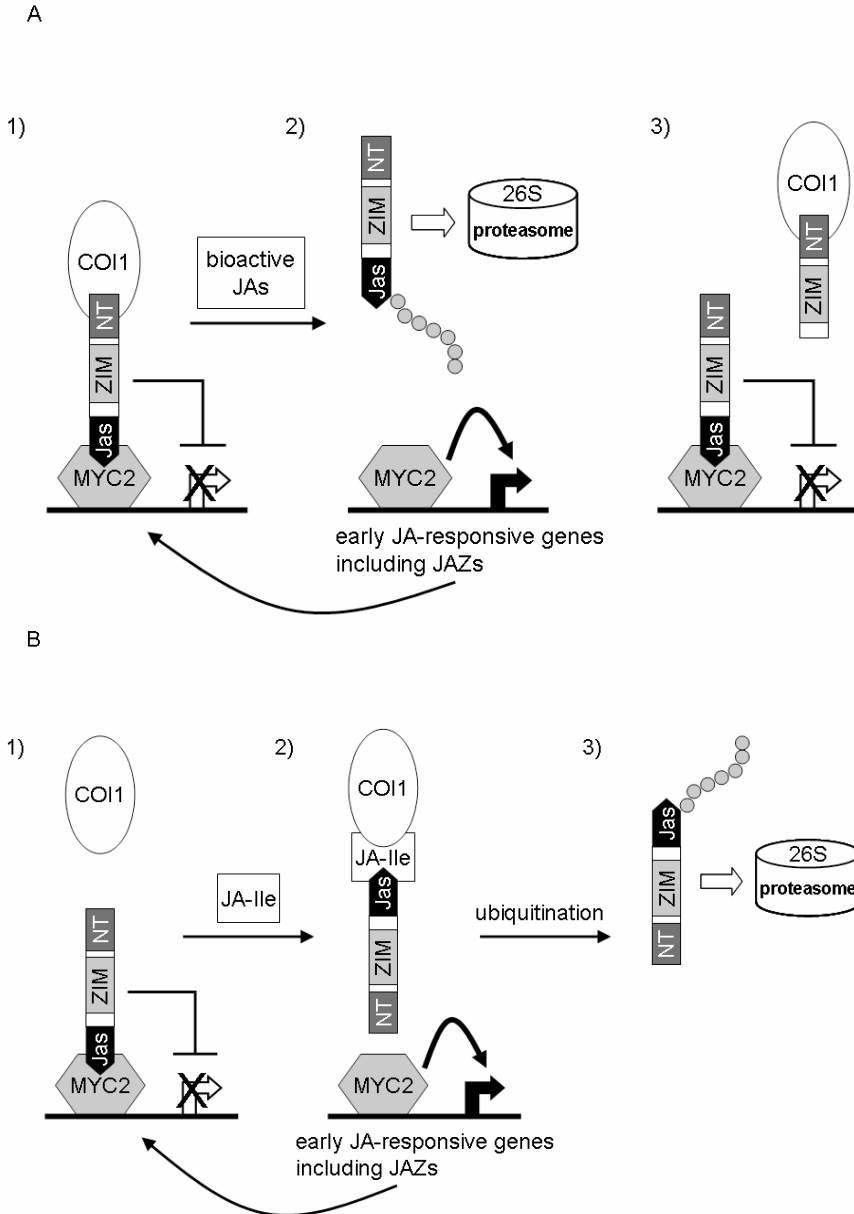 A
1)
COI1
NT
ZIM
Jas
MYC2
X
bioactive
JAs
2)
NT
ZIM
Jas
26S
proteasome
MYC2
early JA-responsive genes
including JAZs
3)
COI1
NT
ZIM
NT
ZIM
Jas
MYC2
X
B
1)
COI1
NT
ZIM
Jas
MYC2
X
JA-Ile
2)
COI1
JA-Ile
Jas
ZIM
NT
MYC2
early JA-responsive genes
including JAZs
ubiquitination
3)
Jas
ZIM
NT
26S
proteasome